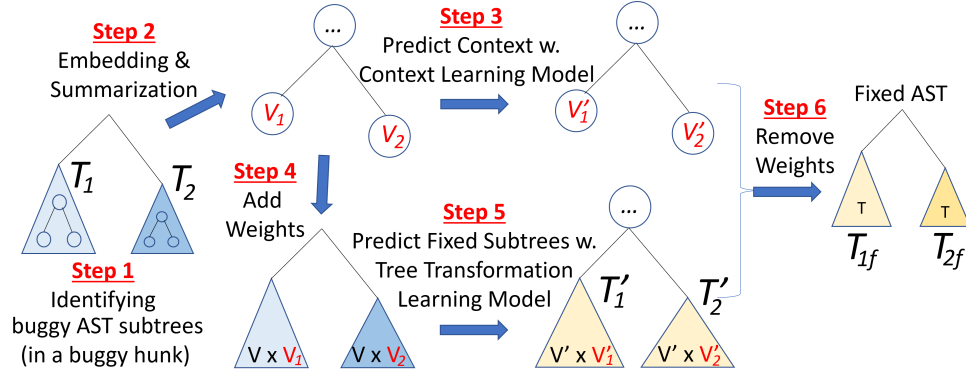 Step 2
Embedding &
Summarization
T1
T2
Step 1
Identifying
buggy AST subtrees
(in a buggy hunk)
...
V1
V2
Step 3
Predict Context w.
Context Learning Model
...
V'1
V'2
Step 4
Add
Weights
V x V1
V x V2
Step 5
Predict Fixed Subtrees w.
Tree Transformation
Learning Model
...
T'1
T'2
V' x V'1
V' x V'2
Step 6
Remove
Weights
Fixed AST
T
T
T1f
T2f